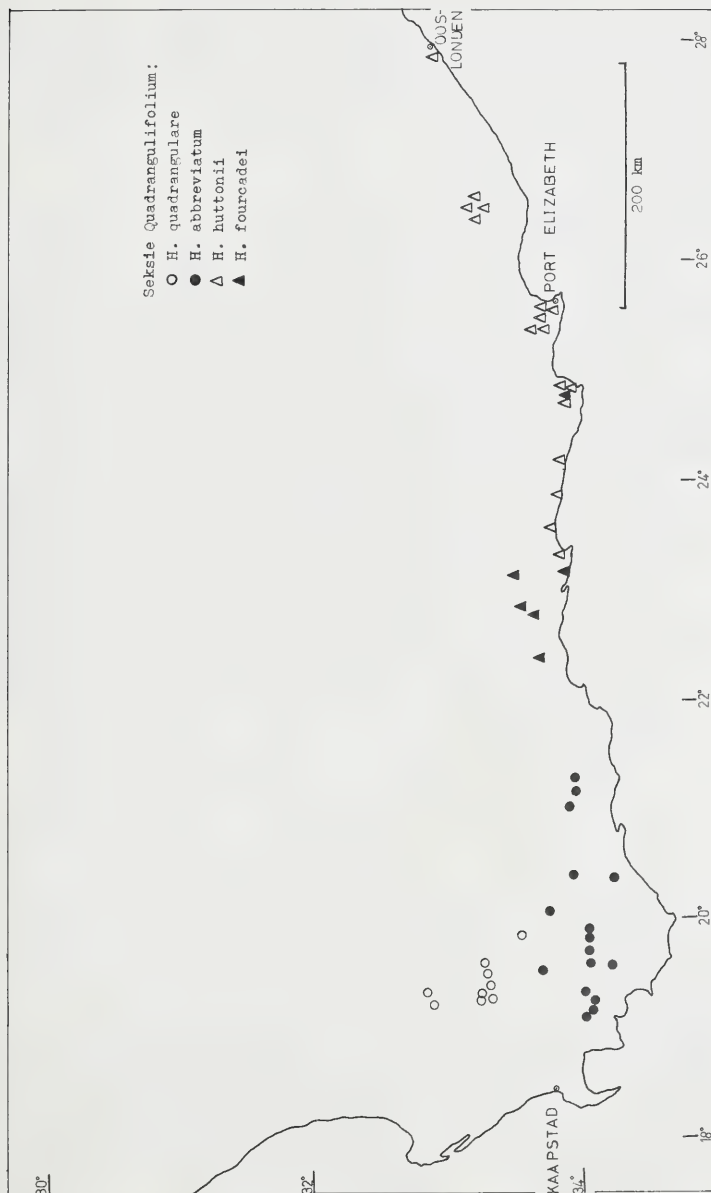 Seksie Quadrangulifolium:
H. quadrangulare
H. abbreviatum
H. huttonii
H. fourcadei
OOS-
LONDEN
PORT ELIZABETH
KAAPSTAD
200 km
30°
32°
34°
18°
20°
22°
24°
26°
28°